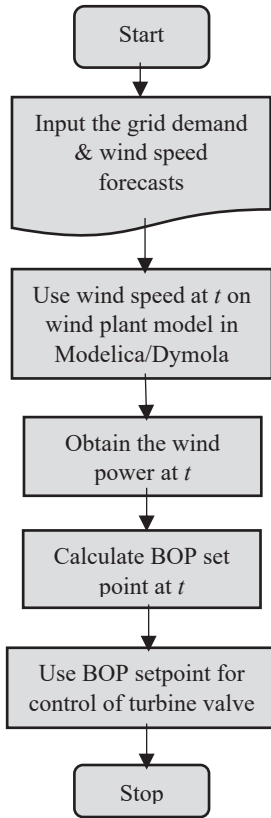 Start
Input the grid demand
& wind speed
forecasts
Use wind speed at t on
wind plant model in
Modelica/Dymola
Obtain the wind
power at t
Calculate BOP set
point at t
Use BOP setpoint for
control of turbine valve
Stop